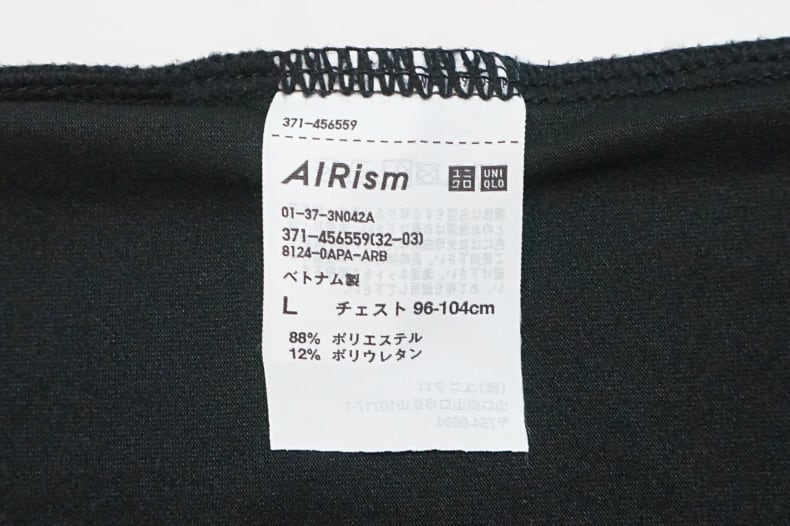 371-456559
AIRism ユニクロ UNIQLO
01-37-3N042A
371-456559(32-03)
8124-0APA-ARB
ベトナム製
L チェスト 96-104cm
88% ポリエステル
12% ポリウレタン